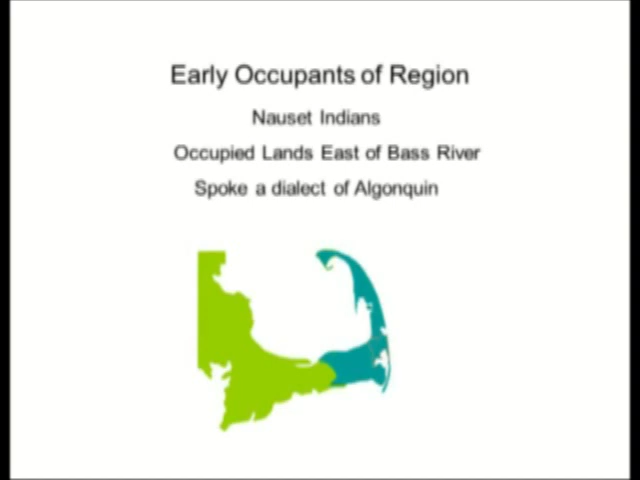 Early Occupants of Region
Nauset Indians
Occupied Lands East of Bass River
Spoke a dialect of Algonquin